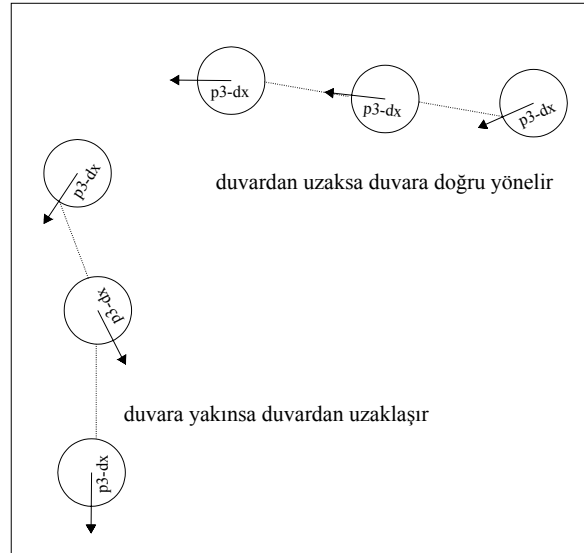 p3-dx
p3-dx
p3-dx
p3-dx
duvardan uzaksa duvara doğru yönelir
p3-dx
duvara yakınsa duvardan uzaklaşır
p3-dx